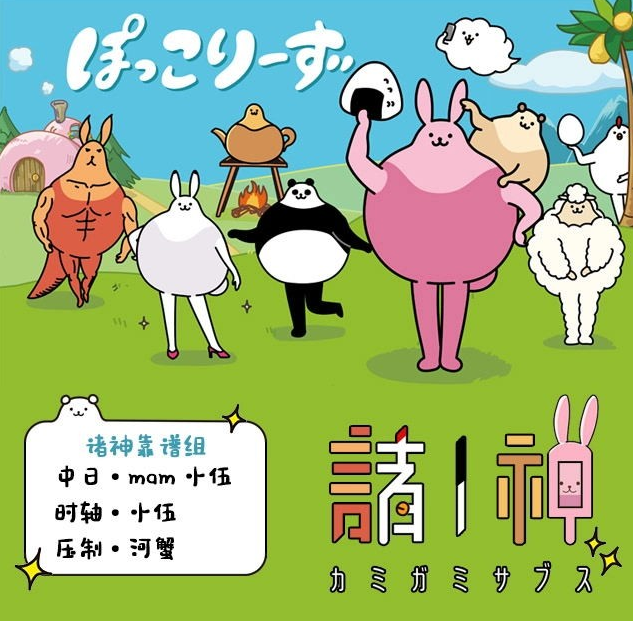 ぽっこりーず
诸神靠谱组
中日·mam 小伍
时轴·小伍
压制·河蟹
諸神
カミガミサブス